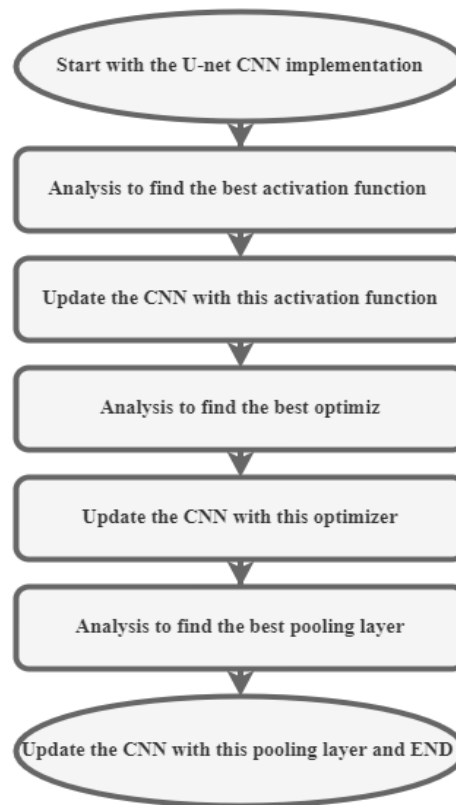 Start with the U-net CNN implementation
Analysis to find the best activation function
Update the CNN with this activation function
Analysis to find the best optimiz
Update the CNN with this optimizer
Analysis to find the best pooling layer
Update the CNN with this pooling layer and END